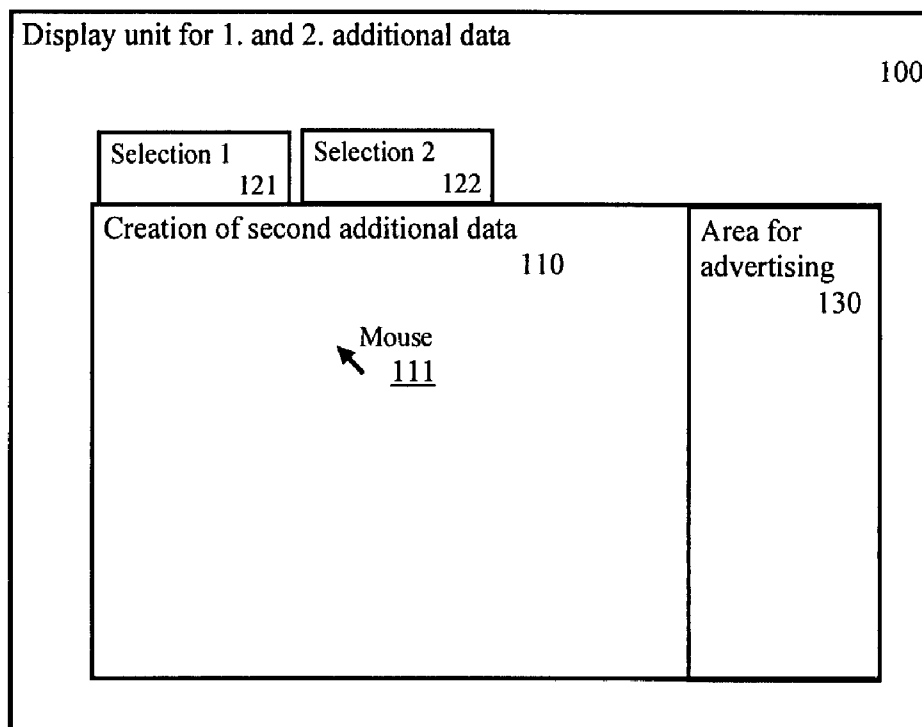 Display unit for 1. and 2. additional data
100
Selection 1
121
Selection 2
122
Creation of second additional data
110
Area for
advertising
130
Mouse
111